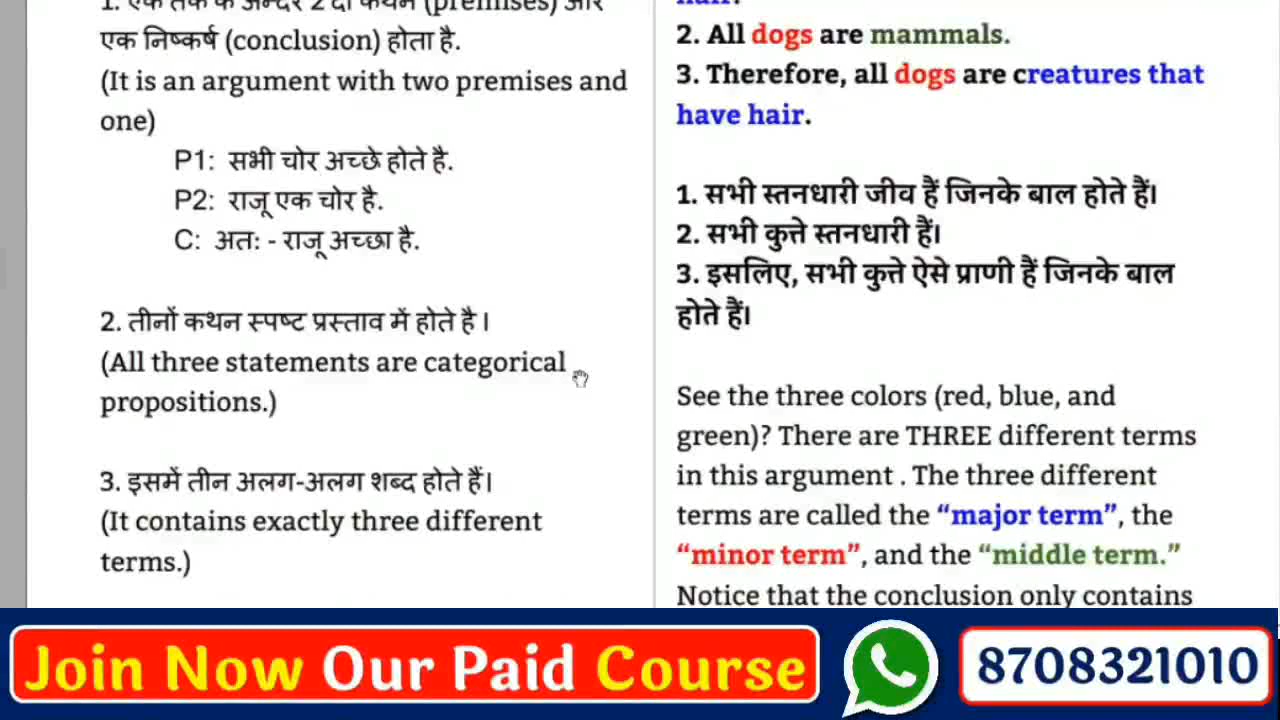 1. एक तर्क के अन्दर 2 दो कथन (premises) और
एक निष्कर्ष (conclusion) होता है.
(It is an argument with two premises and
one)
P1: सभी चोर अच्छे होते है.
P2: राजू एक चोर है.
C: अतः - राजू अच्छा है.
2. तीनों कथन स्पष्ट प्रस्ताव में होते है ।
(All three statements are categorical
propositions.)
3. इसमें तीन अलग-अलग शब्द होते हैं।
(It contains exactly three different
terms.)
hair.
2. All dogs are mammals.
3. Therefore, all dogs are creatures that
have hair.
1. सभी स्तनधारी जीव हैं जिनके बाल होते हैं।
2. सभी कुत्ते स्तनधारी हैं।
3. इसलिए, सभी कुत्ते ऐसे प्राणी हैं जिनके बाल
होते हैं।
See the three colors (red, blue, and
green)? There are THREE different terms
in this argument . The three different
terms are called the “major term”, the
“minor term”, and the “middle term.”
Notice that the conclusion only contains
Join Now Our Paid Course
8708321010